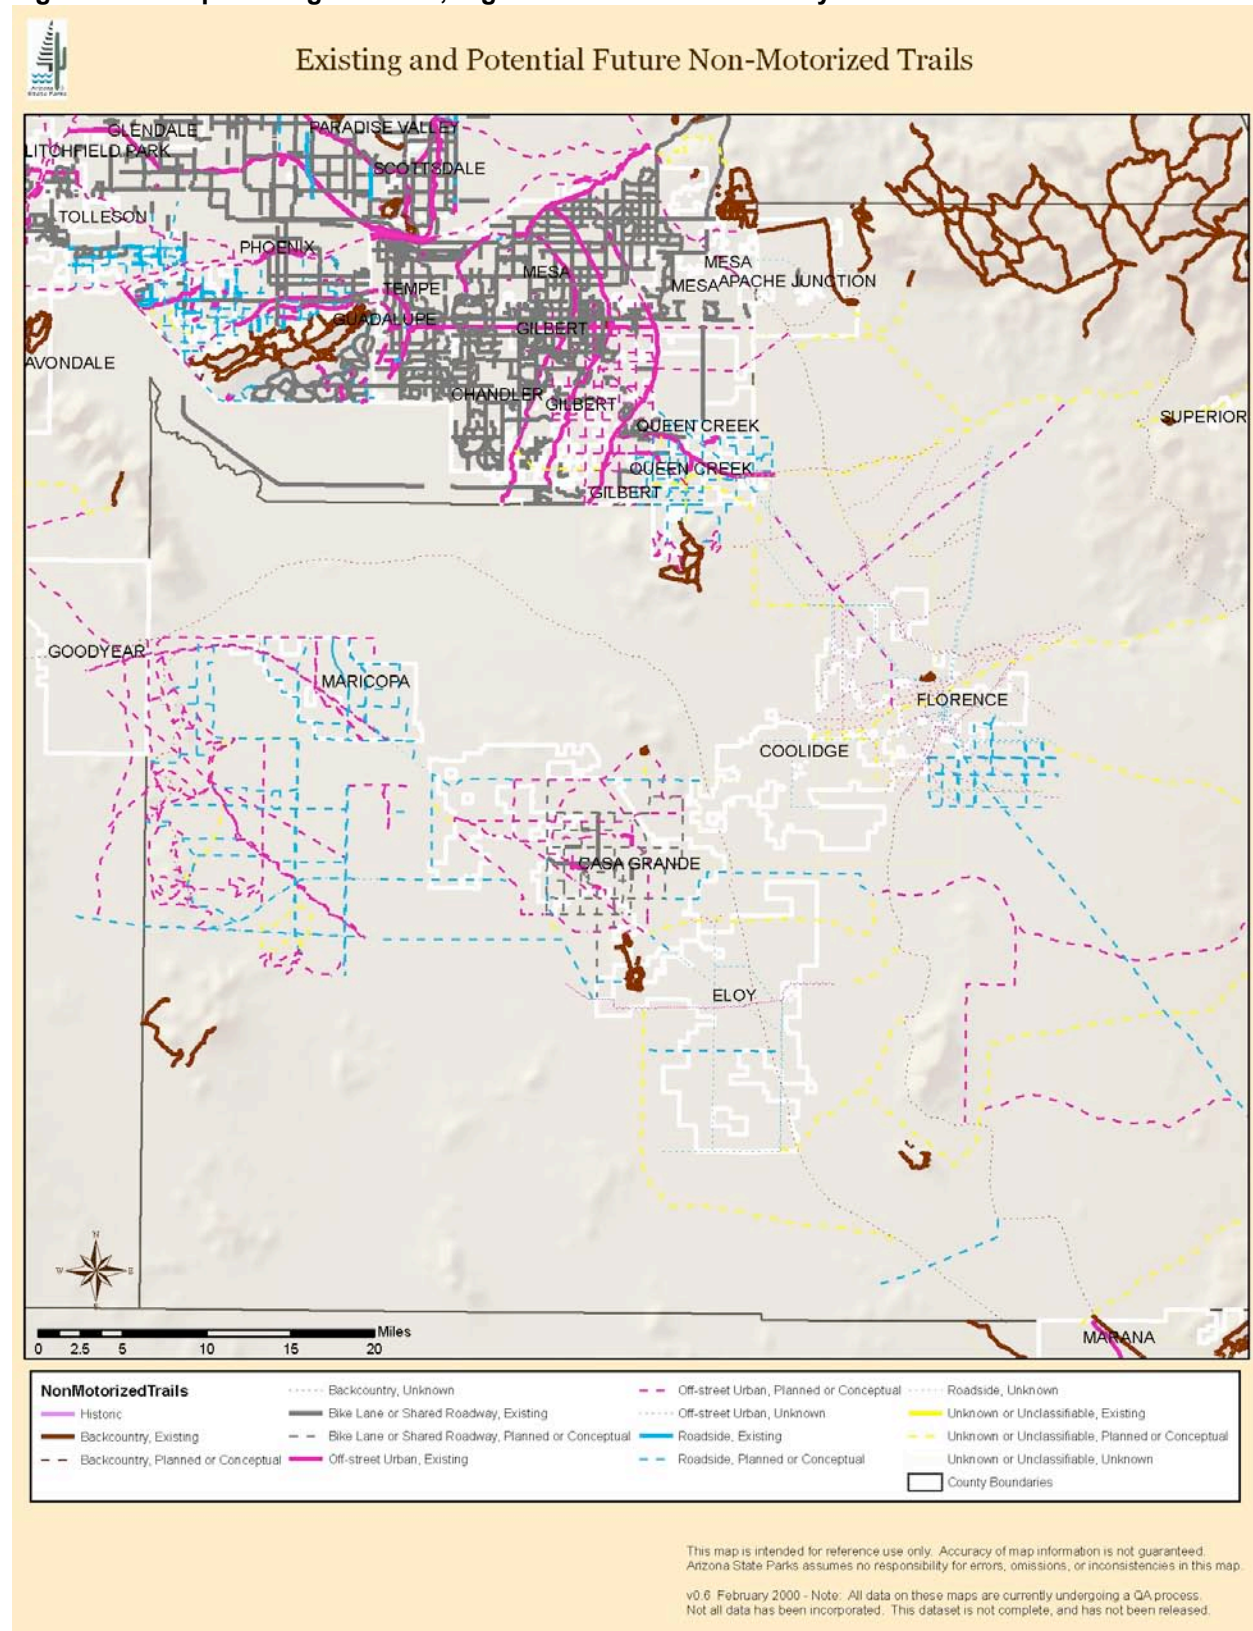 Existing and Potential Future Non-Motorized Trails
Arizona
State Parks
GLENDALE
PARADISE VALLEY
LITCHFIELD PARK
SCOTTSDALE
TOLLESON
PHOENIX
MESA
MESA
MESA
APACHE JUNCTION
TEMPE
GUADALUPE
GILBERT
AVONDALE
CHANDLER
GILBERT
SUPERIOR
QUEEN CREEK
QUEEN CREEK
GILBERT
GOODYEAR
MARICOPA
FLORENCE
COOLIDGE
CASA GRANDE
ELOY
N
W
E
S
MARANA
Miles
0 2.5 5 10 15 20
NonMotorizedTrails
Historic
Backcountry, Existing
Backcountry, Planned or Conceptual
Backcountry, Unknown
Bike Lane or Shared Roadway, Existing
Bike Lane or Shared Roadway, Planned or Conceptual
Off-street Urban, Existing
Off-street Urban, Planned or Conceptual
Off-street Urban, Unknown
Roadside, Existing
Roadside, Planned or Conceptual
Roadside, Unknown
Unknown or Unclassifiable, Existing
Unknown or Unclassifiable, Planned or Conceptual
Unknown or Unclassifiable, Unknown
County Boundaries
This map is intended for reference use only. Accuracy of map information is not guaranteed.
Arizona State Parks assumes no responsibility for errors, omissions, or inconsistencies in this map.
v0.6 February 2000 - Note: All data on these maps are currently undergoing a QA process.
Not all data has been incorporated. This dataset is not complete, and has not been released.